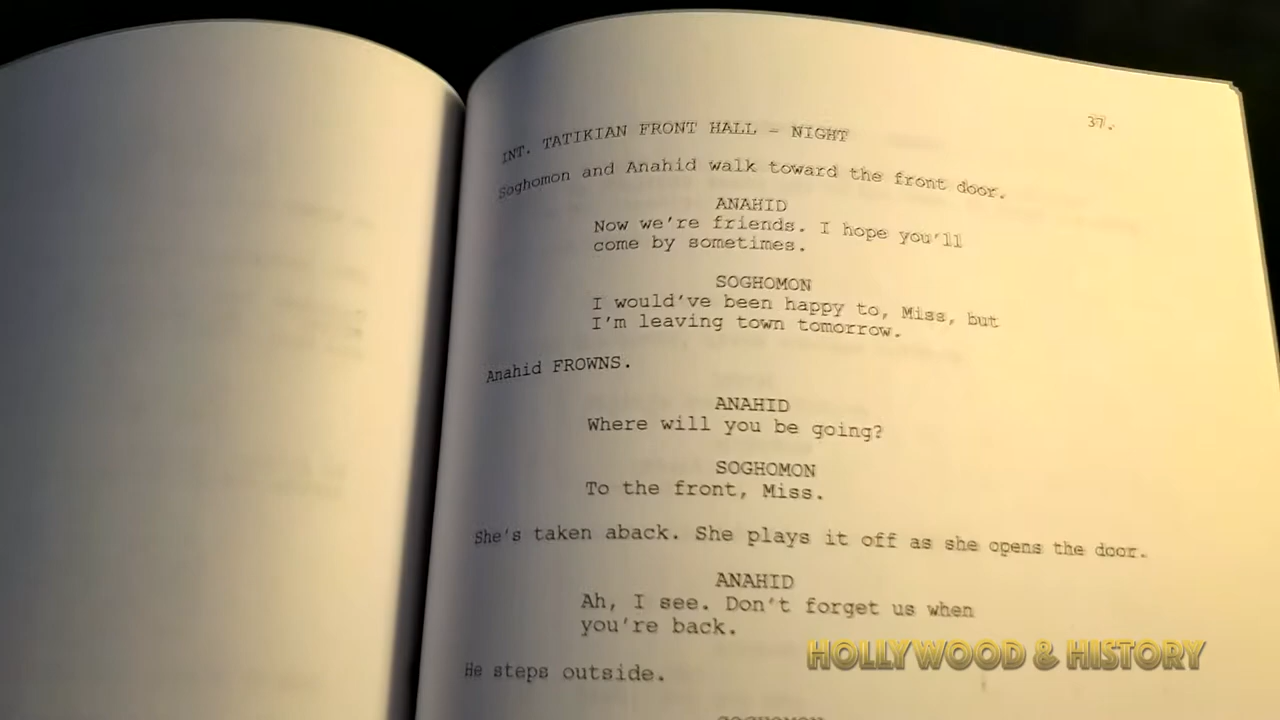 37.
INT. TATIKIAN FRONT HALL - NIGHT
Soghomon and Anahid walk toward the front door.
ANAHID
Now we're friends. I hope you'll
come by sometimes.
SOGHOMON
I would've been happy to, Miss, but
I'm leaving town tomorrow.
Anahid FROWNS.
ANAHID
Where will you be going?
SOGHOMON
To the front, Miss.
She's taken aback. She plays it off as she opens the door.
ANAHID
Ah, I see. Don't forget us when
you're back.
He steps outside.
SOGHOMON
HOLLYWOOD & HISTORY